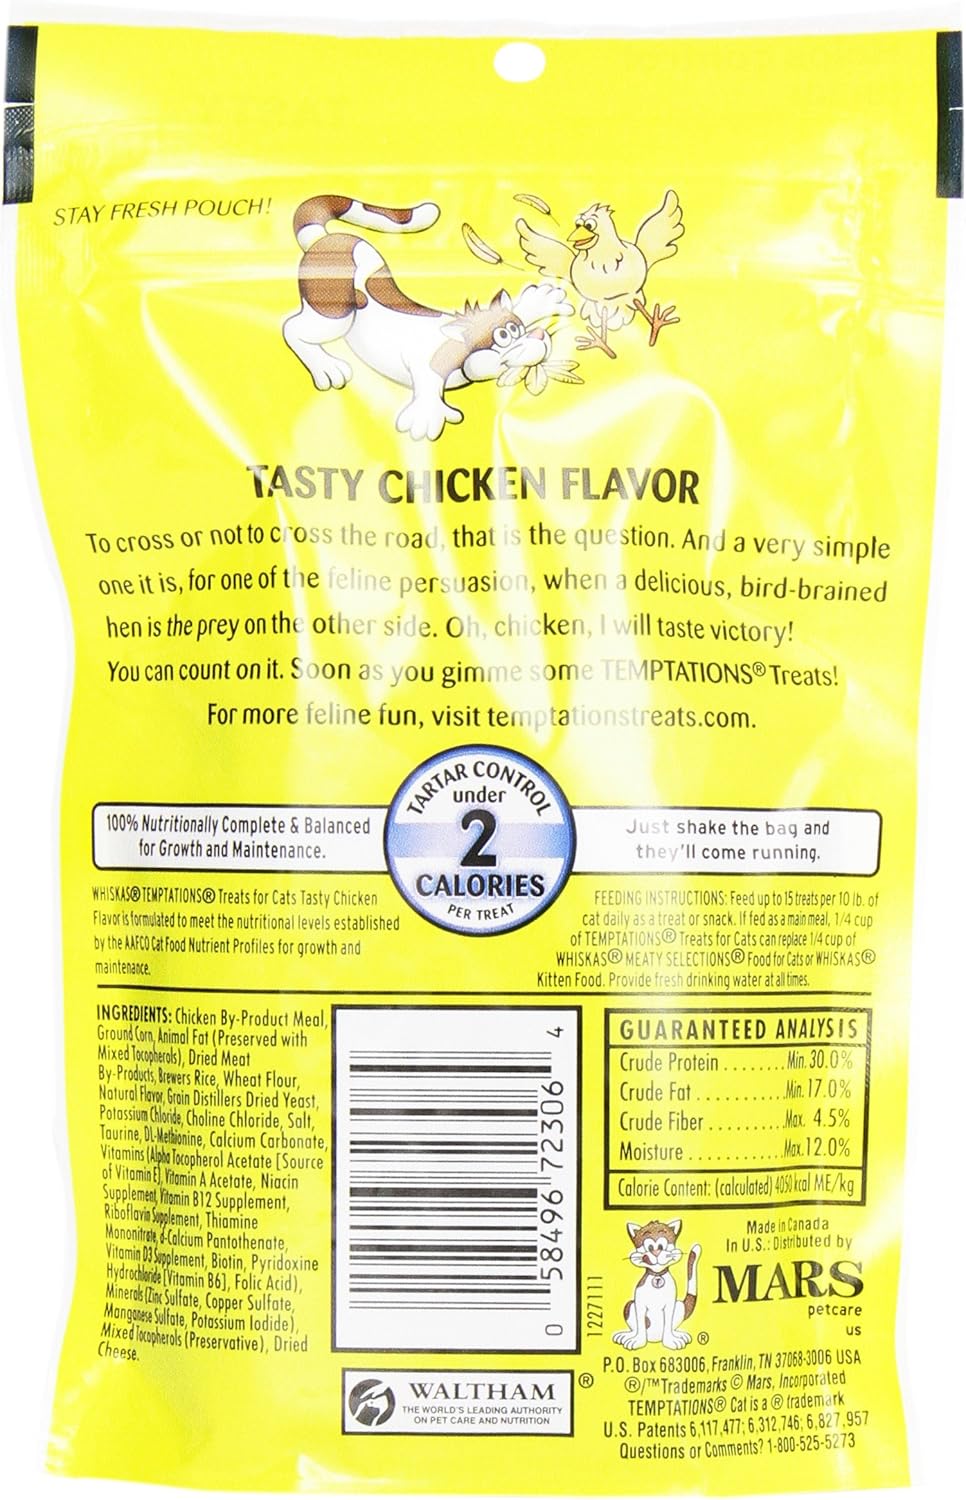 STAY FRESH POUCH!
TASTY CHICKEN FLAVOR
To cross or not to cross the road, that is the question. And a very simple
one it is, for one of the feline persuasion, when a delicious, bird-brained
hen is the prey on the other side. Oh, chicken, I will taste victory!
You can count on it. Soon as you gimme some TEMPTATIONS® Treats!
For more feline fun, visit temptationstreats.com.
TARTAR CONTROL
under
2
CALORIES
PER TREAT
100% Nutritionally Complete & Balanced
for Growth and Maintenance.
Just shake the bag and
they'll come running.
WHISKAS® TEMPTATIONS® Treats for Cats Tasty Chicken
Flavor is formulated to meet the nutritional levels established
by the AAFCO Cat Food Nutrient Profiles for growth and
maintenance.
FEEDING INSTRUCTIONS: Feed up to 15 treats per 10 lb. of
cat daily as a treat or snack. If fed as a main meal, 1/4 cup
of TEMPTATIONS® Treats for Cats can replace 1/4 cup of
WHISKAS® MEATY SELECTIONS® Food for Cats or WHISKAS®
Kitten Food. Provide fresh drinking water at all times.
INGREDIENTS: Chicken By-Product Meal,
Ground Corn, Animal Fat (Preserved with
Mixed Tocopherols), Dried Meat
By-Products, Brewers Rice, Wheat Flour,
Natural Flavor, Grain Distillers Dried Yeast,
Potassium Chloride, Choline Chloride, Salt,
Taurine, DL-Methionine, Calcium Carbonate,
Vitamins (Alpha Tocopherol Acetate [Source
of Vitamin E], Vitamin A Acetate, Niacin
Supplement, Vitamin B12 Supplement,
Riboflavin Supplement, Thiamine
Mononitrate, d-Calcium Pantothenate,
Vitamin D3 Supplement, Biotin, Pyridoxine
Hydrochloride [Vitamin B6], Folic Acid),
Minerals (Zinc Sulfate, Copper Sulfate,
Manganese Sulfate, Potassium Iodide),
Mixed Tocopherols (Preservative), Dried
Cheese.
0 58496 72306 4
1227111
GUARANTEED ANALYSIS
Crude Protein ........Min. 30.0%
Crude Fat ...........Min. 17.0%
Crude Fiber ..........Max. 4.5%
Moisture ............Max. 12.0%
Calorie Content: (calculated) 4050 kcal ME/kg
Made in Canada
In U.S.: Distributed by
MARS
petcare
us
®
P.O. Box 683006, Franklin, TN 37068-3006 USA
®/™Trademarks © Mars, Incorporated
TEMPTATIONS® Cat is a ® trademark
U.S. Patents 6,117,477; 6,312,746; 6,827,957
Questions or Comments? 1-800-525-5273
WALTHAM ®
THE WORLD'S LEADING AUTHORITY
ON PET CARE AND NUTRITION